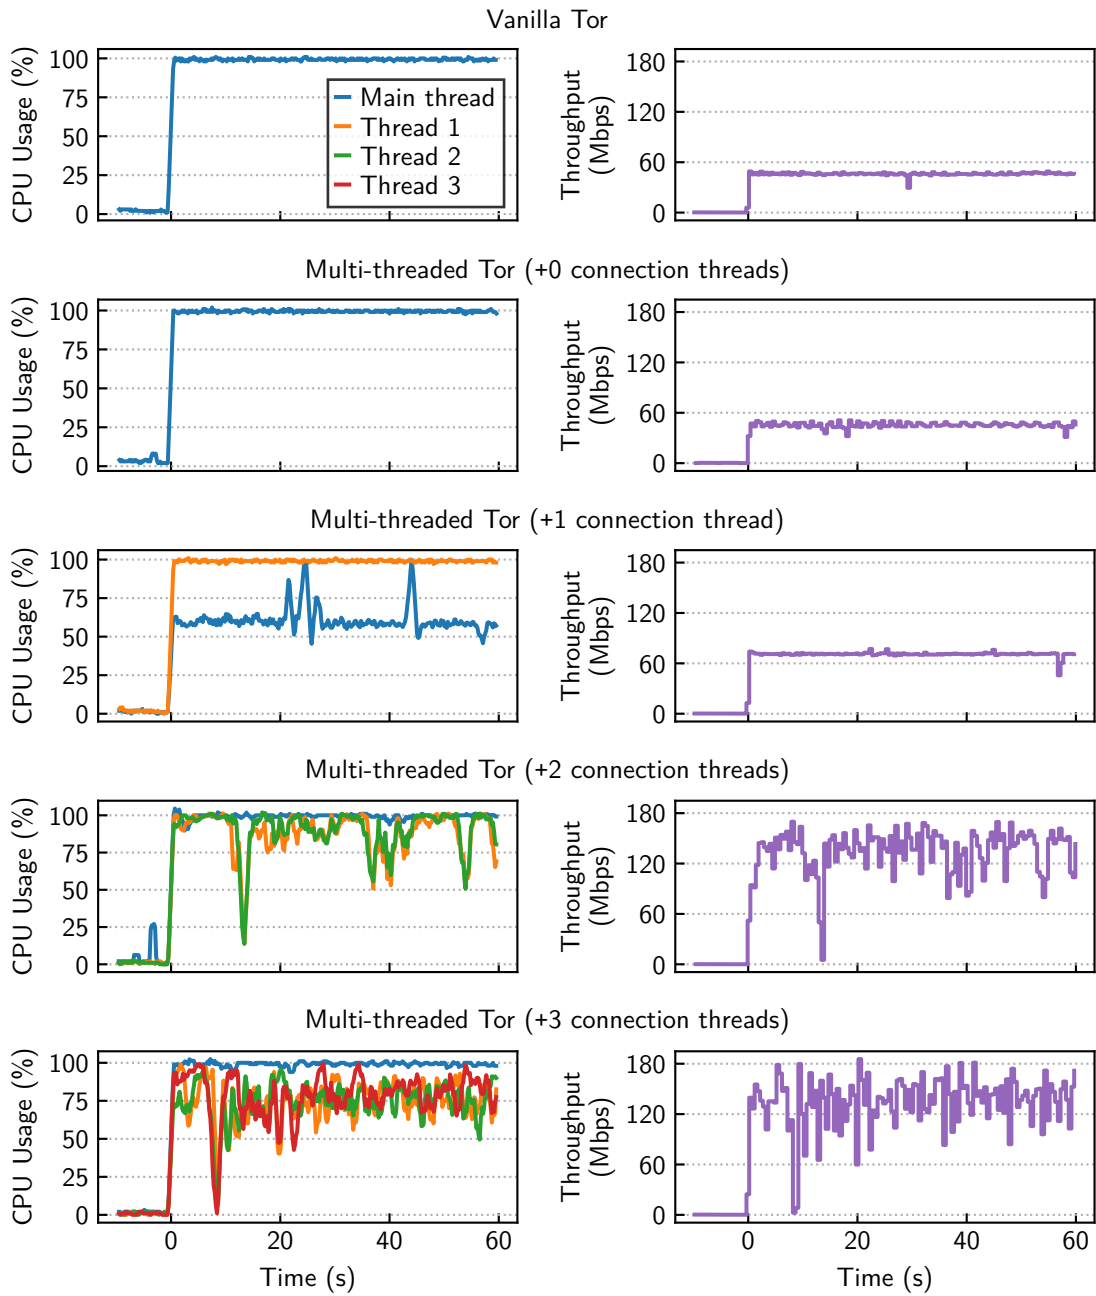 Vanilla Tor
CPU Usage (%)
100
75
50
25
0
Main thread
Thread 1
Thread 2
Thread 3
Throughput
(Mbps)
180
120
60
0
Multi-threaded Tor (+0 connection threads)
CPU Usage (%)
100
75
50
25
0
Throughput
(Mbps)
180
120
60
0
Multi-threaded Tor (+1 connection thread)
CPU Usage (%)
100
75
50
25
0
Throughput
(Mbps)
180
120
60
0
Multi-threaded Tor (+2 connection threads)
CPU Usage (%)
100
75
50
25
0
Throughput
(Mbps)
180
120
60
0
Multi-threaded Tor (+3 connection threads)
CPU Usage (%)
100
75
50
25
0
0 20 40 60
Time (s)
Throughput
(Mbps)
180
120
60
0
0 20 40 60
Time (s)